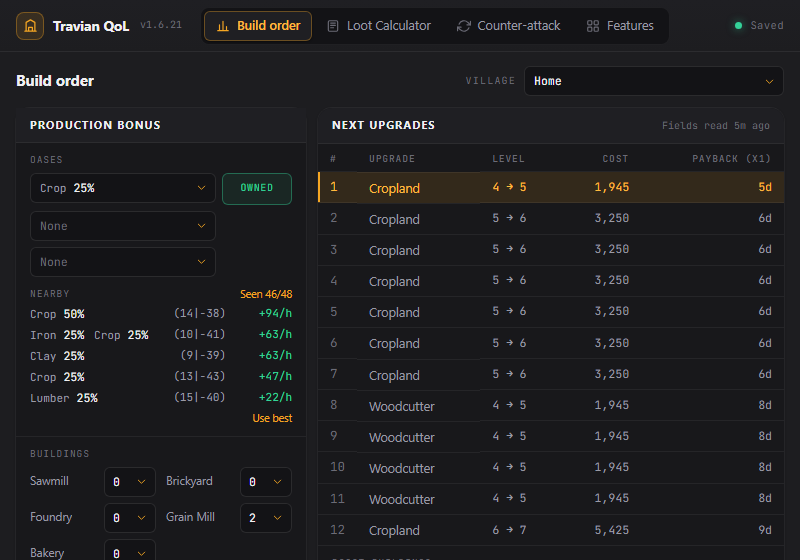 Travian QoL v1.6.21 Build order Loot Calculator Counter-attack Features Saved
Build order VILLAGE Home
PRODUCTION BONUS
OASES
Crop 25% OWNED
None
None
NEARBY Seen 46/48
Crop 50% (14|-38) +94/h
Iron 25% Crop 25% (10|-41) +63/h
Clay 25% (9|-39) +63/h
Crop 25% (13|-43) +47/h
Lumber 25% (15|-40) +22/h
Use best
BUILDINGS
Sawmill 0 Brickyard 0
Foundry 0 Grain Mill 2
Bakery 0
NEXT UPGRADES Fields read 5m ago
# UPGRADE LEVEL COST PAYBACK (X1)
1 Cropland 4 → 5 1,945 5d
2 Cropland 5 → 6 3,250 6d
3 Cropland 5 → 6 3,250 6d
4 Cropland 5 → 6 3,250 6d
5 Cropland 5 → 6 3,250 6d
6 Cropland 5 → 6 3,250 6d
7 Cropland 5 → 6 3,250 6d
8 Woodcutter 4 → 5 1,945 8d
9 Woodcutter 4 → 5 1,945 8d
10 Woodcutter 4 → 5 1,945 8d
11 Woodcutter 4 → 5 1,945 8d
12 Cropland 6 → 7 5,425 9d